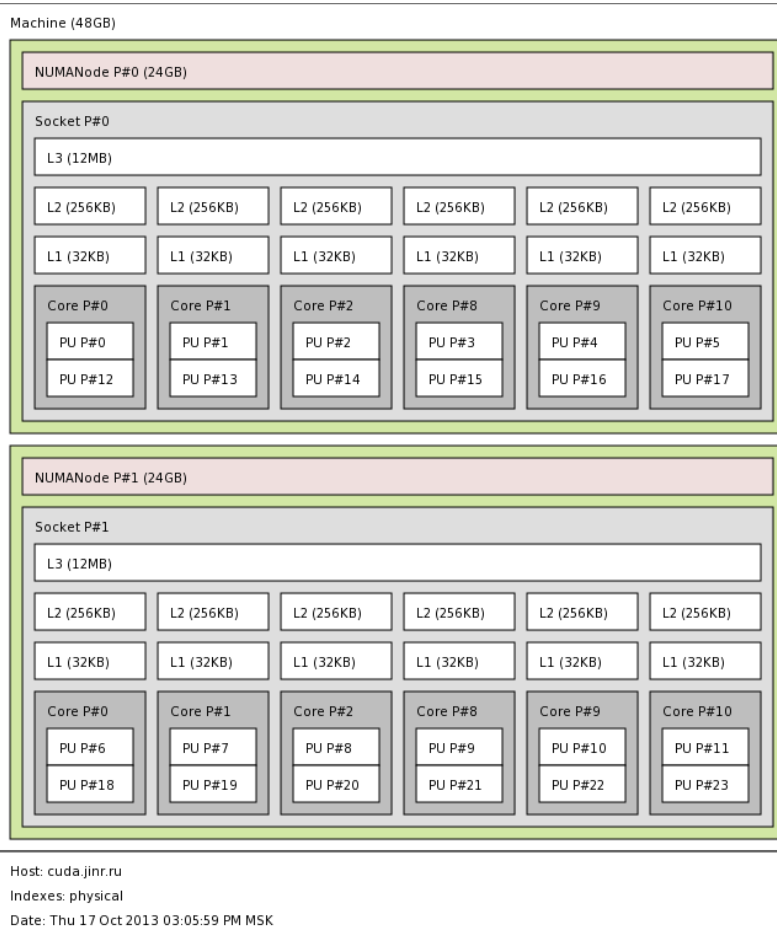 Machine (48GB)
NUMANode P#0 (24GB)
Socket P#0
L3 (12MB)
L2 (256KB) L2 (256KB) L2 (256KB) L2 (256KB) L2 (256KB) L2 (256KB)
L1 (32KB) L1 (32KB) L1 (32KB) L1 (32KB) L1 (32KB) L1 (32KB)
Core P#0 Core P#1 Core P#2 Core P#8 Core P#9 Core P#10
PU P#0 PU P#1 PU P#2 PU P#3 PU P#4 PU P#5
PU P#12 PU P#13 PU P#14 PU P#15 PU P#16 PU P#17
NUMANode P#1 (24GB)
Socket P#1
L3 (12MB)
L2 (256KB) L2 (256KB) L2 (256KB) L2 (256KB) L2 (256KB) L2 (256KB)
L1 (32KB) L1 (32KB) L1 (32KB) L1 (32KB) L1 (32KB) L1 (32KB)
Core P#0 Core P#1 Core P#2 Core P#8 Core P#9 Core P#10
PU P#6 PU P#7 PU P#8 PU P#9 PU P#10 PU P#11
PU P#18 PU P#19 PU P#20 PU P#21 PU P#22 PU P#23
Host: cuda.jinr.ru
Indexes: physical
Date: Thu 17 Oct 2013 03:05:59 PM MSK